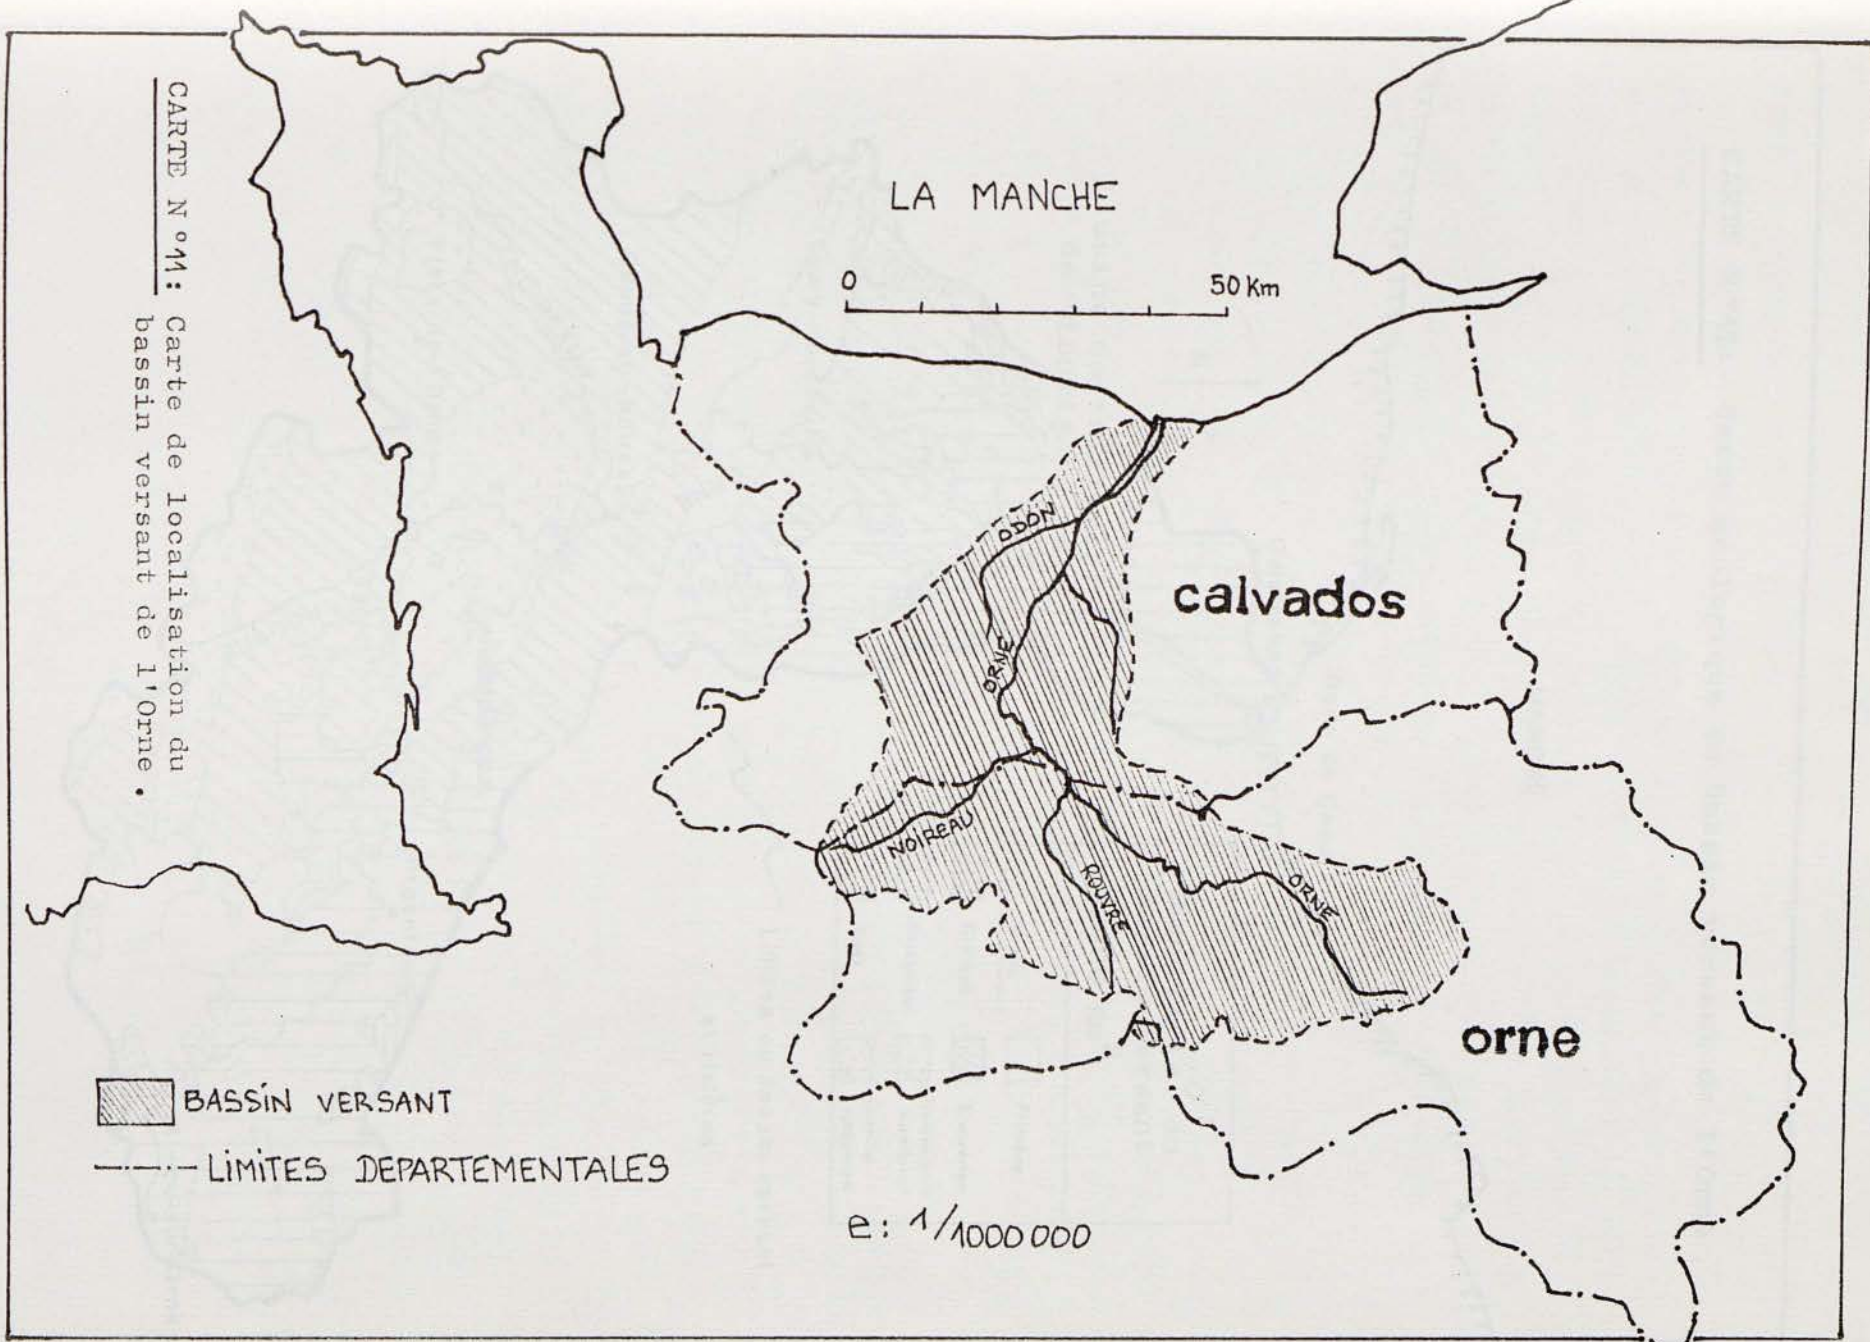 CARTE N°11: Carte de localisation du
bassin versant de l'Orne.
LA MANCHE
0 50 Km
ODON
calvados
ORNE
NOIREAU
ROUVRE
ORNE
orne
BASSIN VERSANT
LIMITES DEPARTEMENTALES
e: 1/1000000